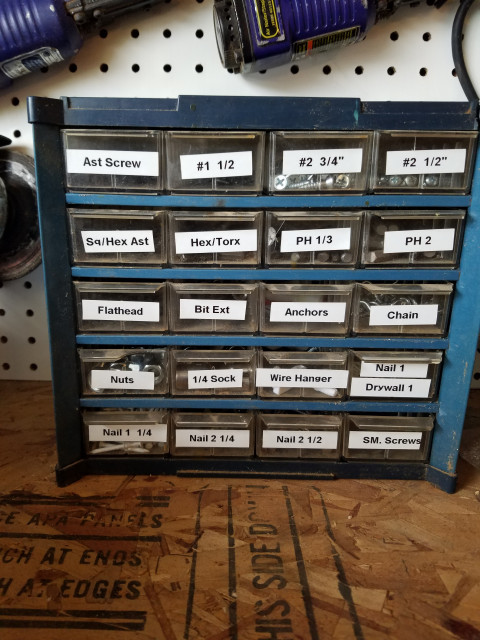 Ast Screw
#1 1/2
#2 3/4"
#2 1/2"
Sq/Hex Ast
Hex/Torx
PH 1/3
PH 2
Flathead
Bit Ext
Anchors
Chain
Nuts
1/4 Sock
Wire Hanger
Nail 1
Drywall 1
Nail 1 1/4
Nail 2 1/4
Nail 2 1/2
SM. Screws
APA PANELS
AT ENDS
AT EDGES
THIS SIDE DOWN